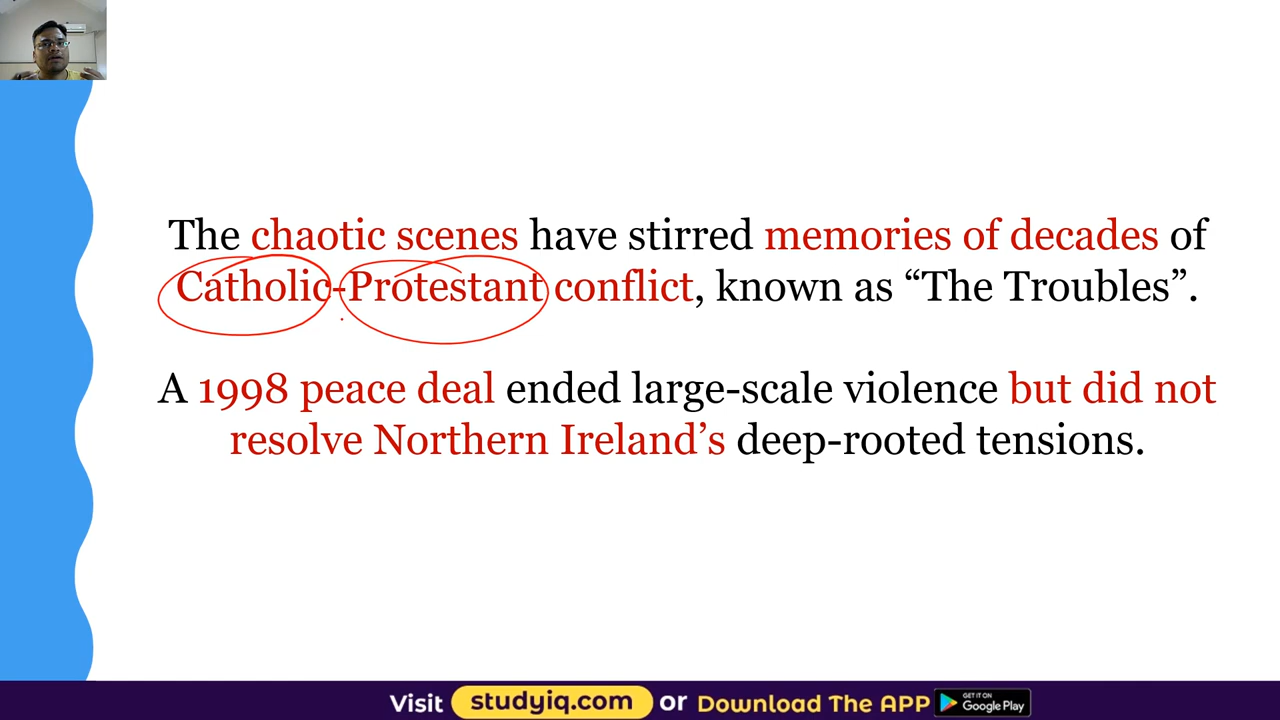 The chaotic scenes have stirred memories of decades of
Catholic-Protestant conflict, known as “The Troubles”.
A 1998 peace deal ended large-scale violence but did not
resolve Northern Ireland’s deep-rooted tensions.
Visit studyiq.com or Download The APP GET IT ON Google Play